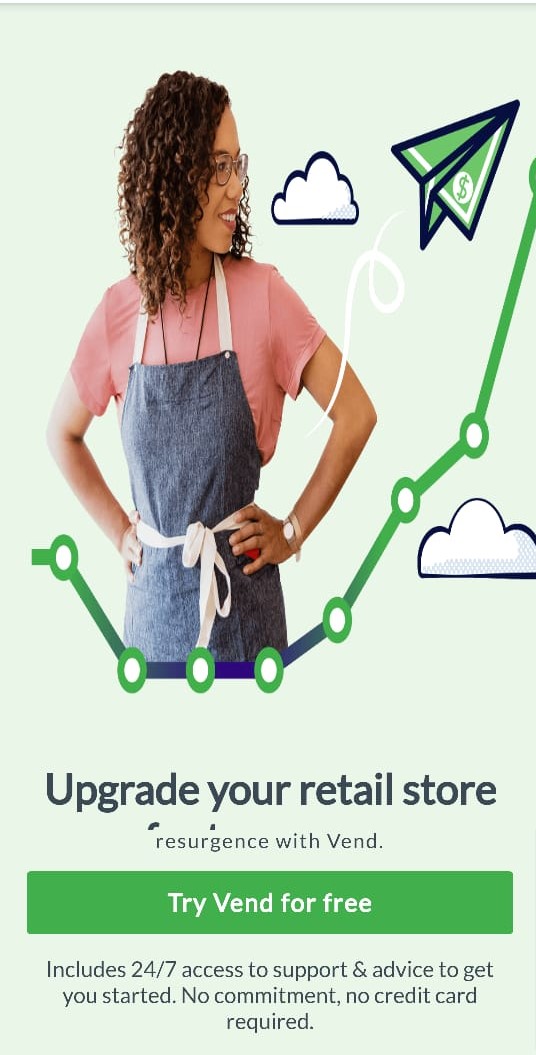 $
Upgrade your retail store
resurgence with Vend.
Try Vend for free
Includes 24/7 access to support & advice to get
you started. No commitment, no credit card
required.